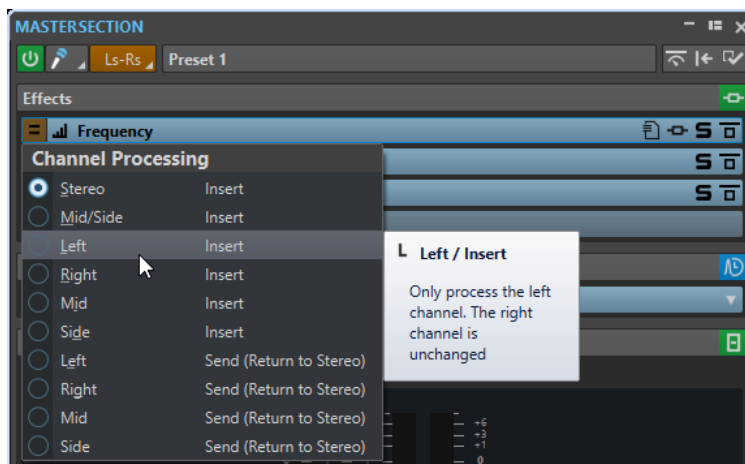 MASTERSECTION
Ls-Rs Preset 1
Effects
Frequency S
Channel Processing
S
Stereo Insert
S
Mid/Side Insert
Left Insert
Right Insert
Mid Insert
Side Insert
Left Send (Return to Stereo)
Right Send (Return to Stereo)
Mid Send (Return to Stereo)
Side Send (Return to Stereo)
L Left / Insert
Only process the left
channel. The right
channel is
unchanged
+6
+3
+1
0